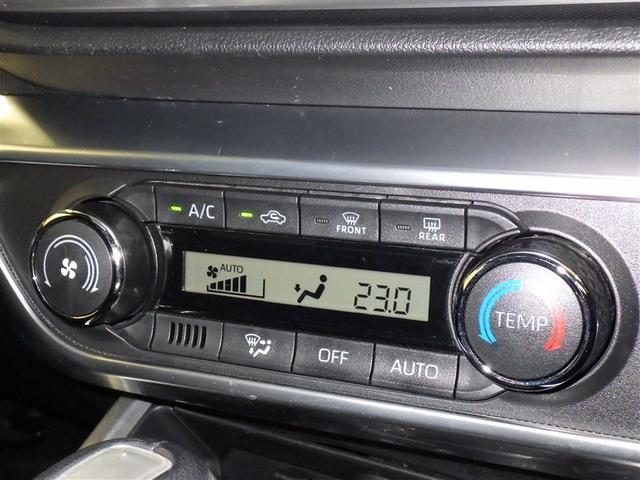 A/C
FRONT
REAR
AUTO
23.0
TEMP
OFF
AUTO